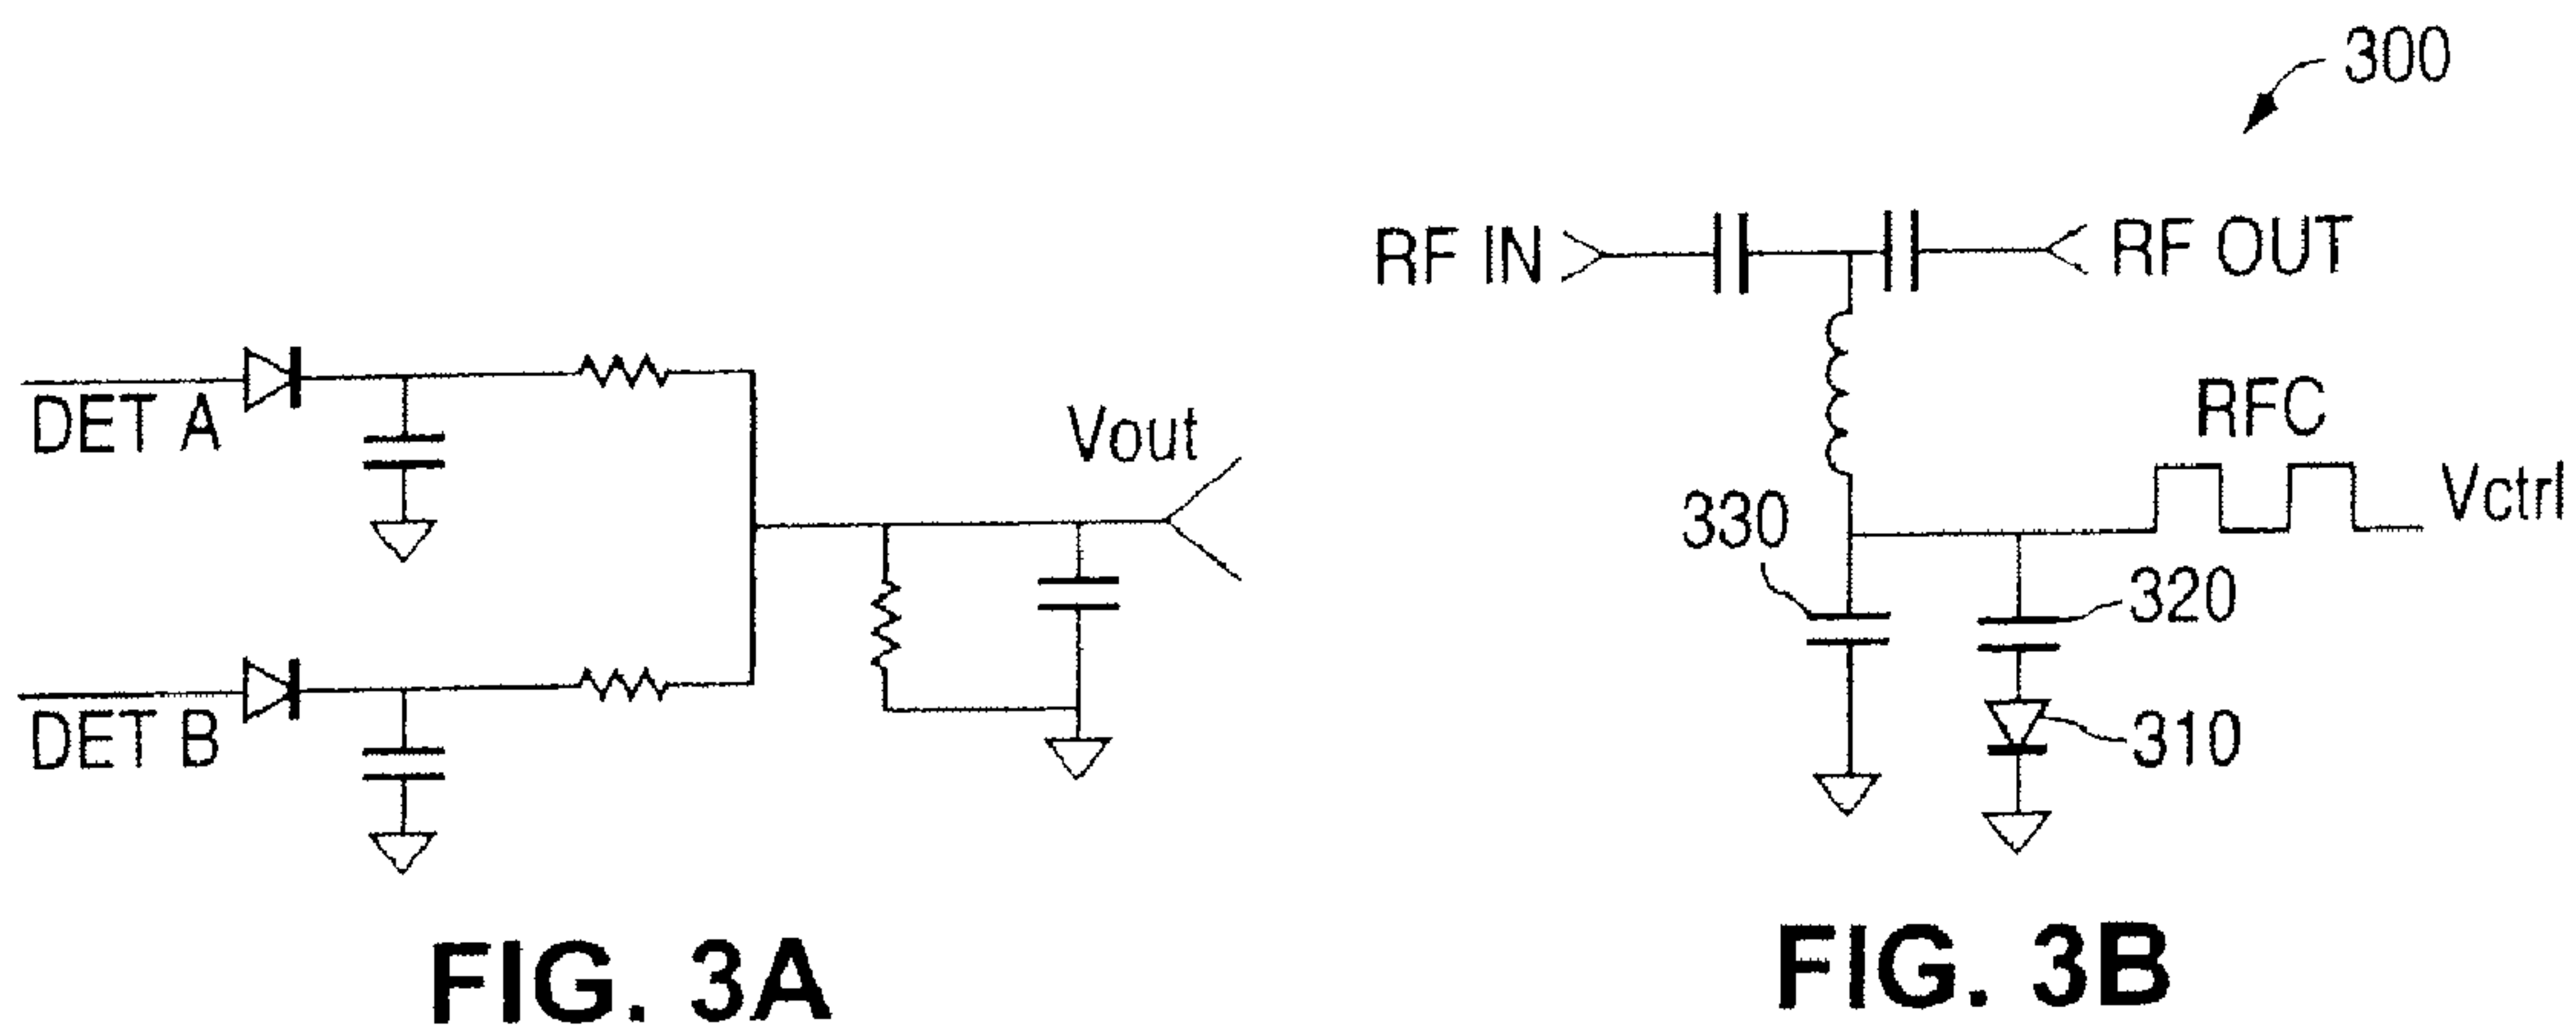 300
RF IN
RF OUT
DET A
Vout
RFC
Vctrl
330
320
DET B
310
FIG. 3A
FIG. 3B